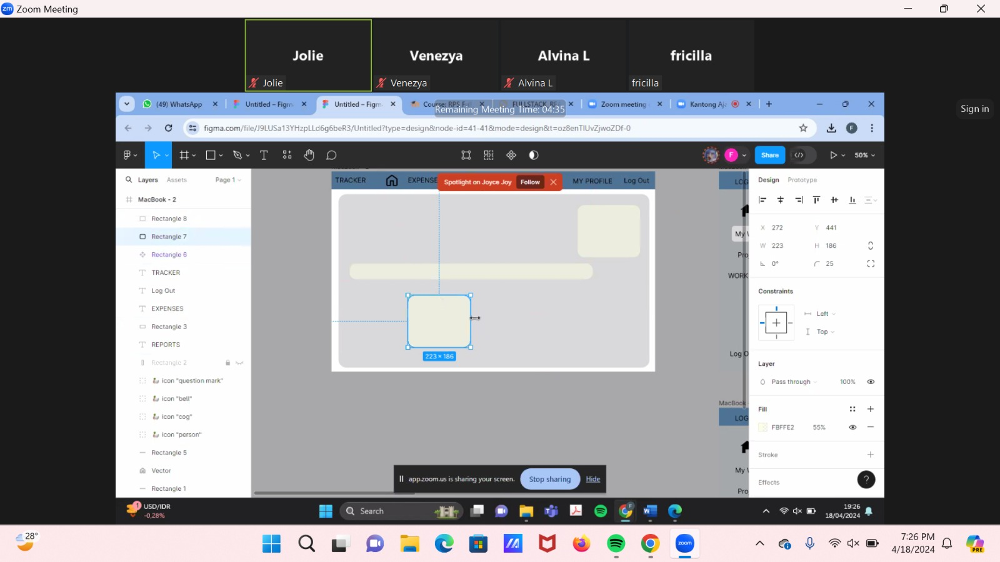 zm Zoom Meeting
Jolie
Venezya
Alvina L
fricilla
Jolie
Venezya
Alvina L
fricilla
Sign in
(49) WhatsApp
Untitled – Figm
Untitled – Figm
Course: RPS Ful
FULLSTACK
Zoom meeting
Kantong Aja
Remaining Meeting Time: 04:35
figma.com/file/J9LUSa13YHzpLLd6g6beR3/Untitled?type=design&node-id=41-41&mode=design&t=oz8enTIUvZjwoZDf-0
F
F
Share
50%
Layers
Assets
Page 1
MacBook - 2
Rectangle 8
Rectangle 7
Rectangle 6
TRACKER
Log Out
EXPENSES
Rectangle 3
REPORTS
Rectangle 2
icon "question mark"
icon "bell"
icon "cog"
icon "person"
Rectangle 5
Vector
Rectangle 1
TRACKER
EXPENSE
MY PROFILE
Log Out
Spotlight on Joyce Joy
Follow
223 × 186
LOG
My W
Pro
WORK
Log O
MacBook
LOG
My W
Pro
Design
Prototype
X 272
Y 441
W 223
H 186
0°
25
Constraints
Left
Top
Layer
Pass through
100%
Fill
FBFFE2
55%
Stroke
Effects
?
app.zoom.us is sharing your screen.
Stop sharing
Hide
1
USD/IDR
-0,28%
Search
19:26
18/04/2024
28°
zoom
7:26 PM
4/18/2024
PRE